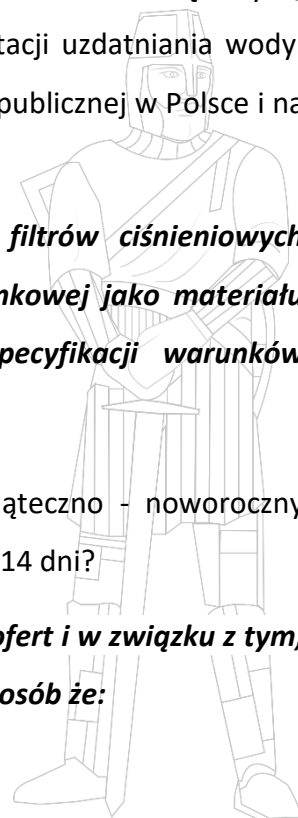 tacji uzdatniania wody
publicznej w Polsce i na
filtrów ciśnieniowych
nkowej jako materiału
pecyfikacji warunków
iąteczno - noworoczny
14 dni?
ofert i w związku z tym,
osób że: